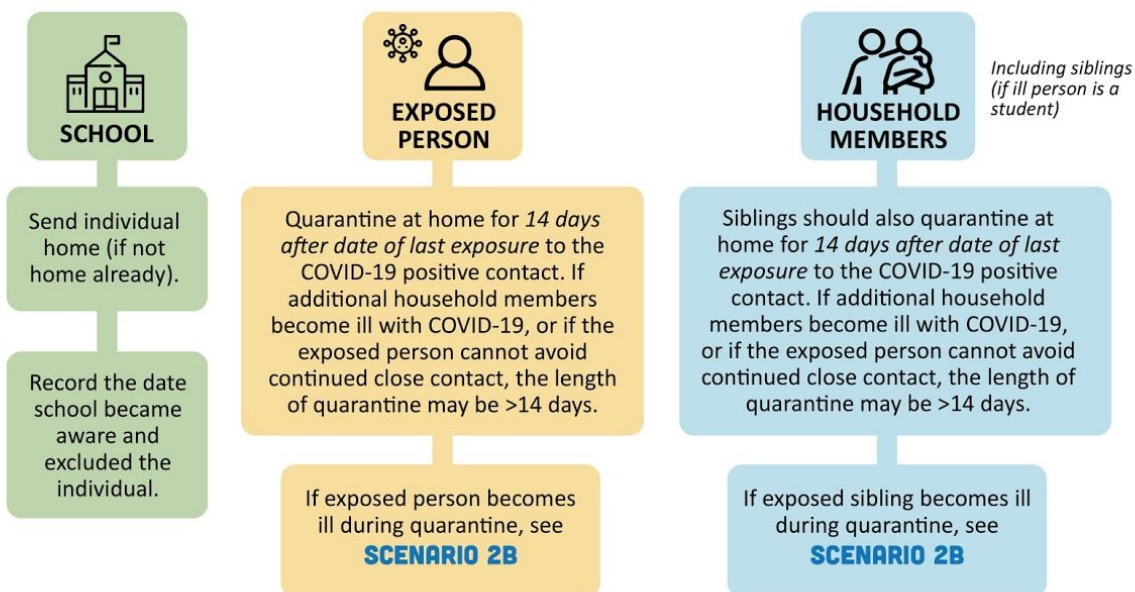 SCHOOL
Send individual
home (if not
home already).
Record the date
school became
aware and
excluded the
individual.
EXPOSED
PERSON
Quarantine at home for 14 days
after date of last exposure to the
COVID-19 positive contact. If
additional household members
become ill with COVID-19, or if the
exposed person cannot avoid
continued close contact, the length
of quarantine may be >14 days.
If exposed person becomes
ill during quarantine, see
SCENARIO 2B
HOUSEHOLD
MEMBERS
Including siblings
(if ill person is a
student)
Siblings should also quarantine at
home for 14 days after date of last
exposure to the COVID-19 positive
contact. If additional household
members become ill with COVID-19,
or if the exposed person cannot avoid
continued close contact, the length of
quarantine may be >14 days.
If exposed sibling becomes ill
during quarantine, see
SCENARIO 2B